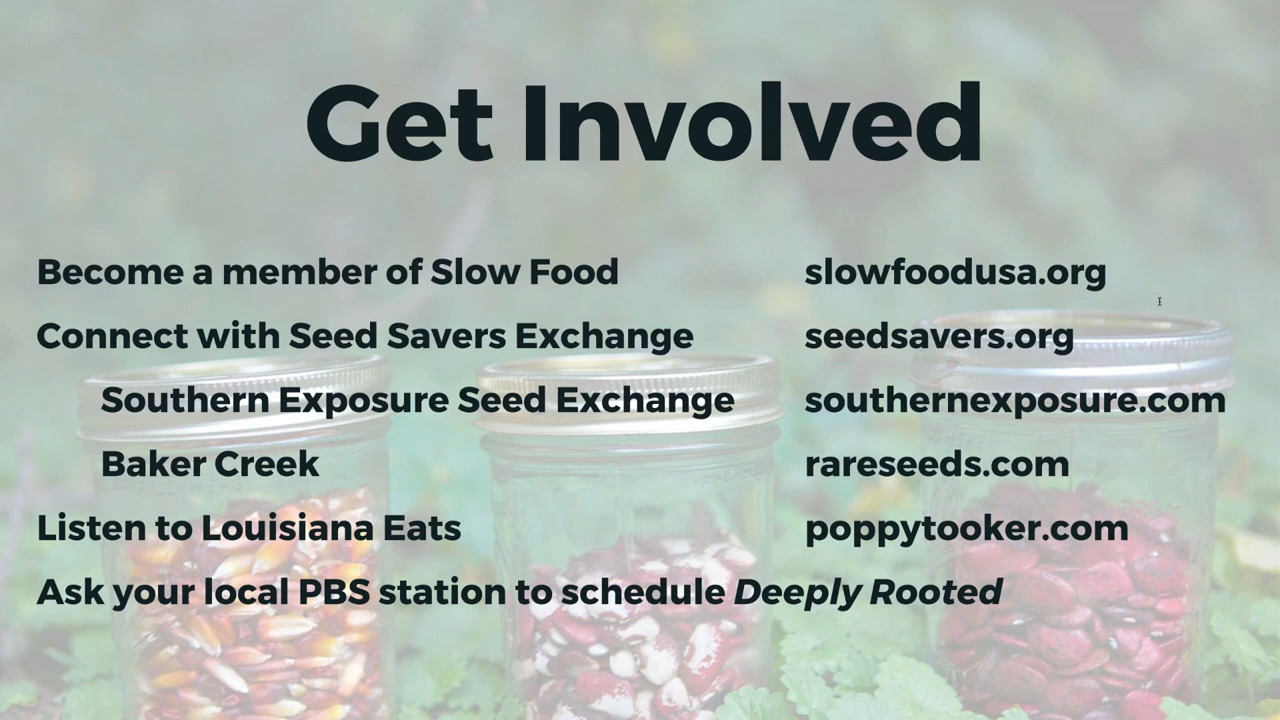 Get Involved
Become a member of Slow Food slowfoodusa.org
Connect with Seed Savers Exchange seedsavers.org
Southern Exposure Seed Exchange southernexposure.com
Baker Creek rareseeds.com
Listen to Louisiana Eats poppytooker.com
Ask your local PBS station to schedule Deeply Rooted